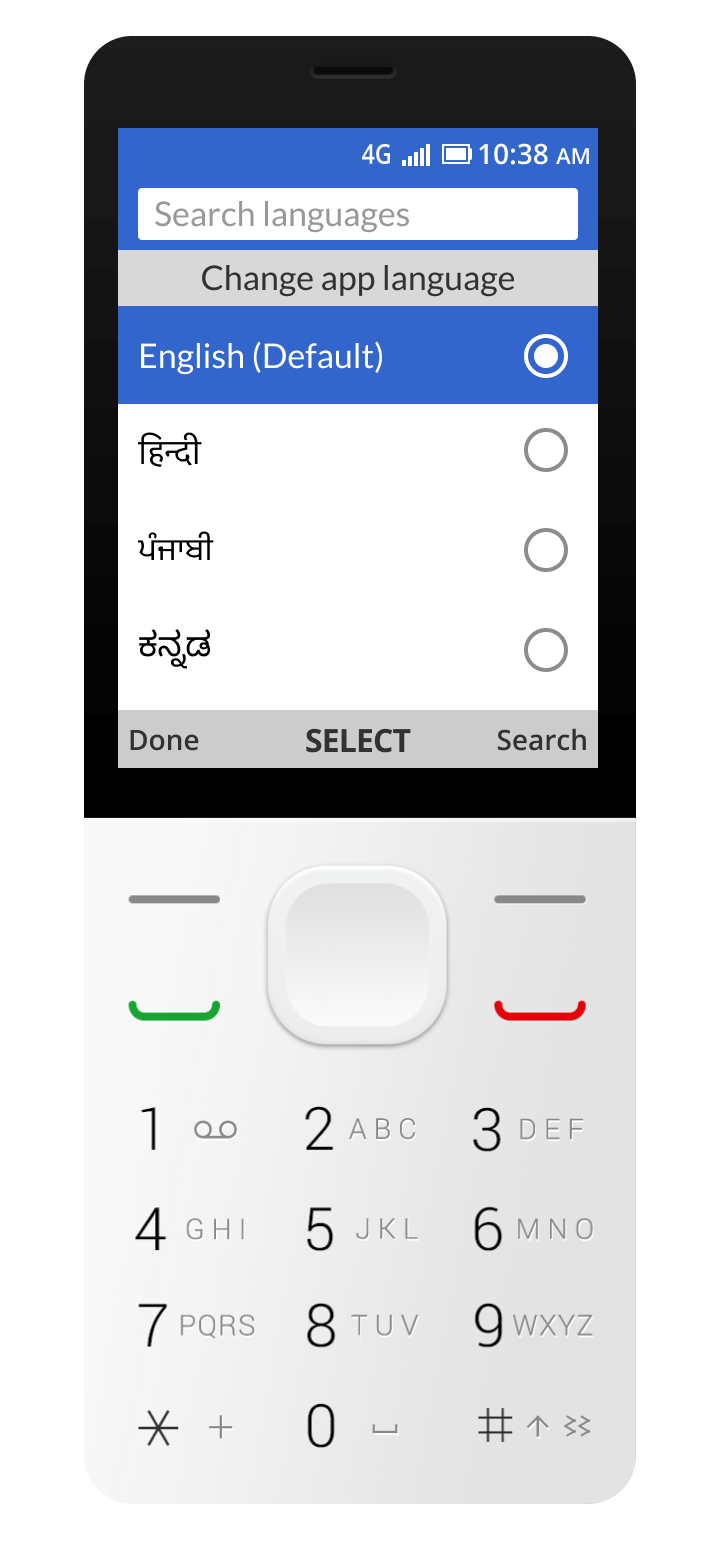 4G 10:38 AM
Search languages
Change app language
English (Default)
हिन्दी
ਪੰਜਾਬੀ
ಕನ್ನಡ
Done SELECT Search
1 2 ABC 3 DEF
4 GHI 5 JKL 6 MNO
7 PQRS 8 TUV 9 WXYZ
* + 0 #